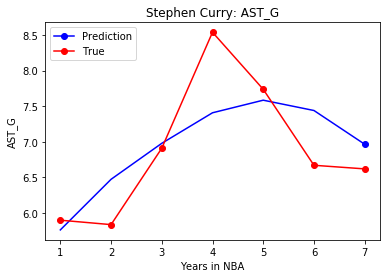 Stephen Curry: AST_G
Prediction
True
8.5
8.0
7.5
7.0
6.5
6.0
AST_G
1 2 3 4 5 6 7
Years in NBA